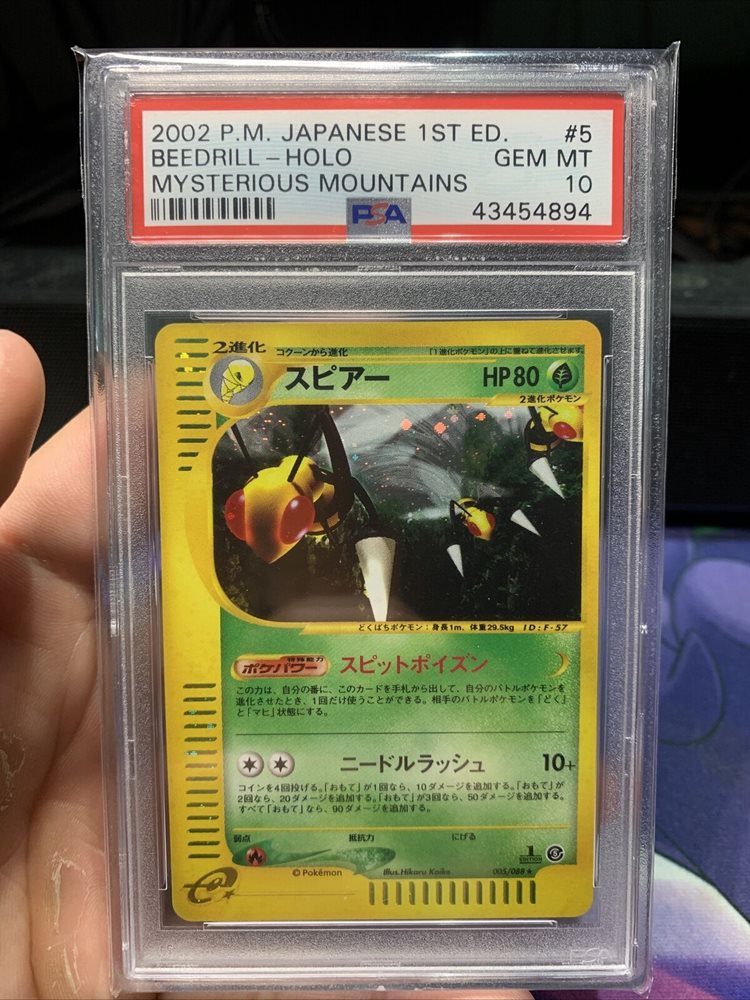 2002 P.M. JAPANESE 1ST ED. #5
BEEDRILL – HOLO GEM MT
MYSTERIOUS MOUNTAINS 10
PSA 43454894
2進化 コクーンから進化 「1進化ポケモン」の上に重ねて進化させます
スピアー HP80
2進化ポケモン
どくばちポケモン：身長1m、体重29.5kg ID:F-57
ポケパワー 特殊能力 スピットポイズン
この力は、自分の番に、このカードを手札から出して、自分のバトルポケモンを
進化させたとき、1回だけ使うことができる。相手のバトルポケモンを「どく」
と「マヒ」状態にする。
ニードルラッシュ 10+
コインを4回投げる。「おもて」が1回なら、10ダメージを追加する。「おもて」が
2回なら、20ダメージを追加する。「おもて」が3回なら、50ダメージを追加する。
すべて「おもて」なら、90ダメージを追加する。
弱点 抵抗力 にげる
1 EDITION
©Pokémon Illus.Hikaru Koike 005/088★
e